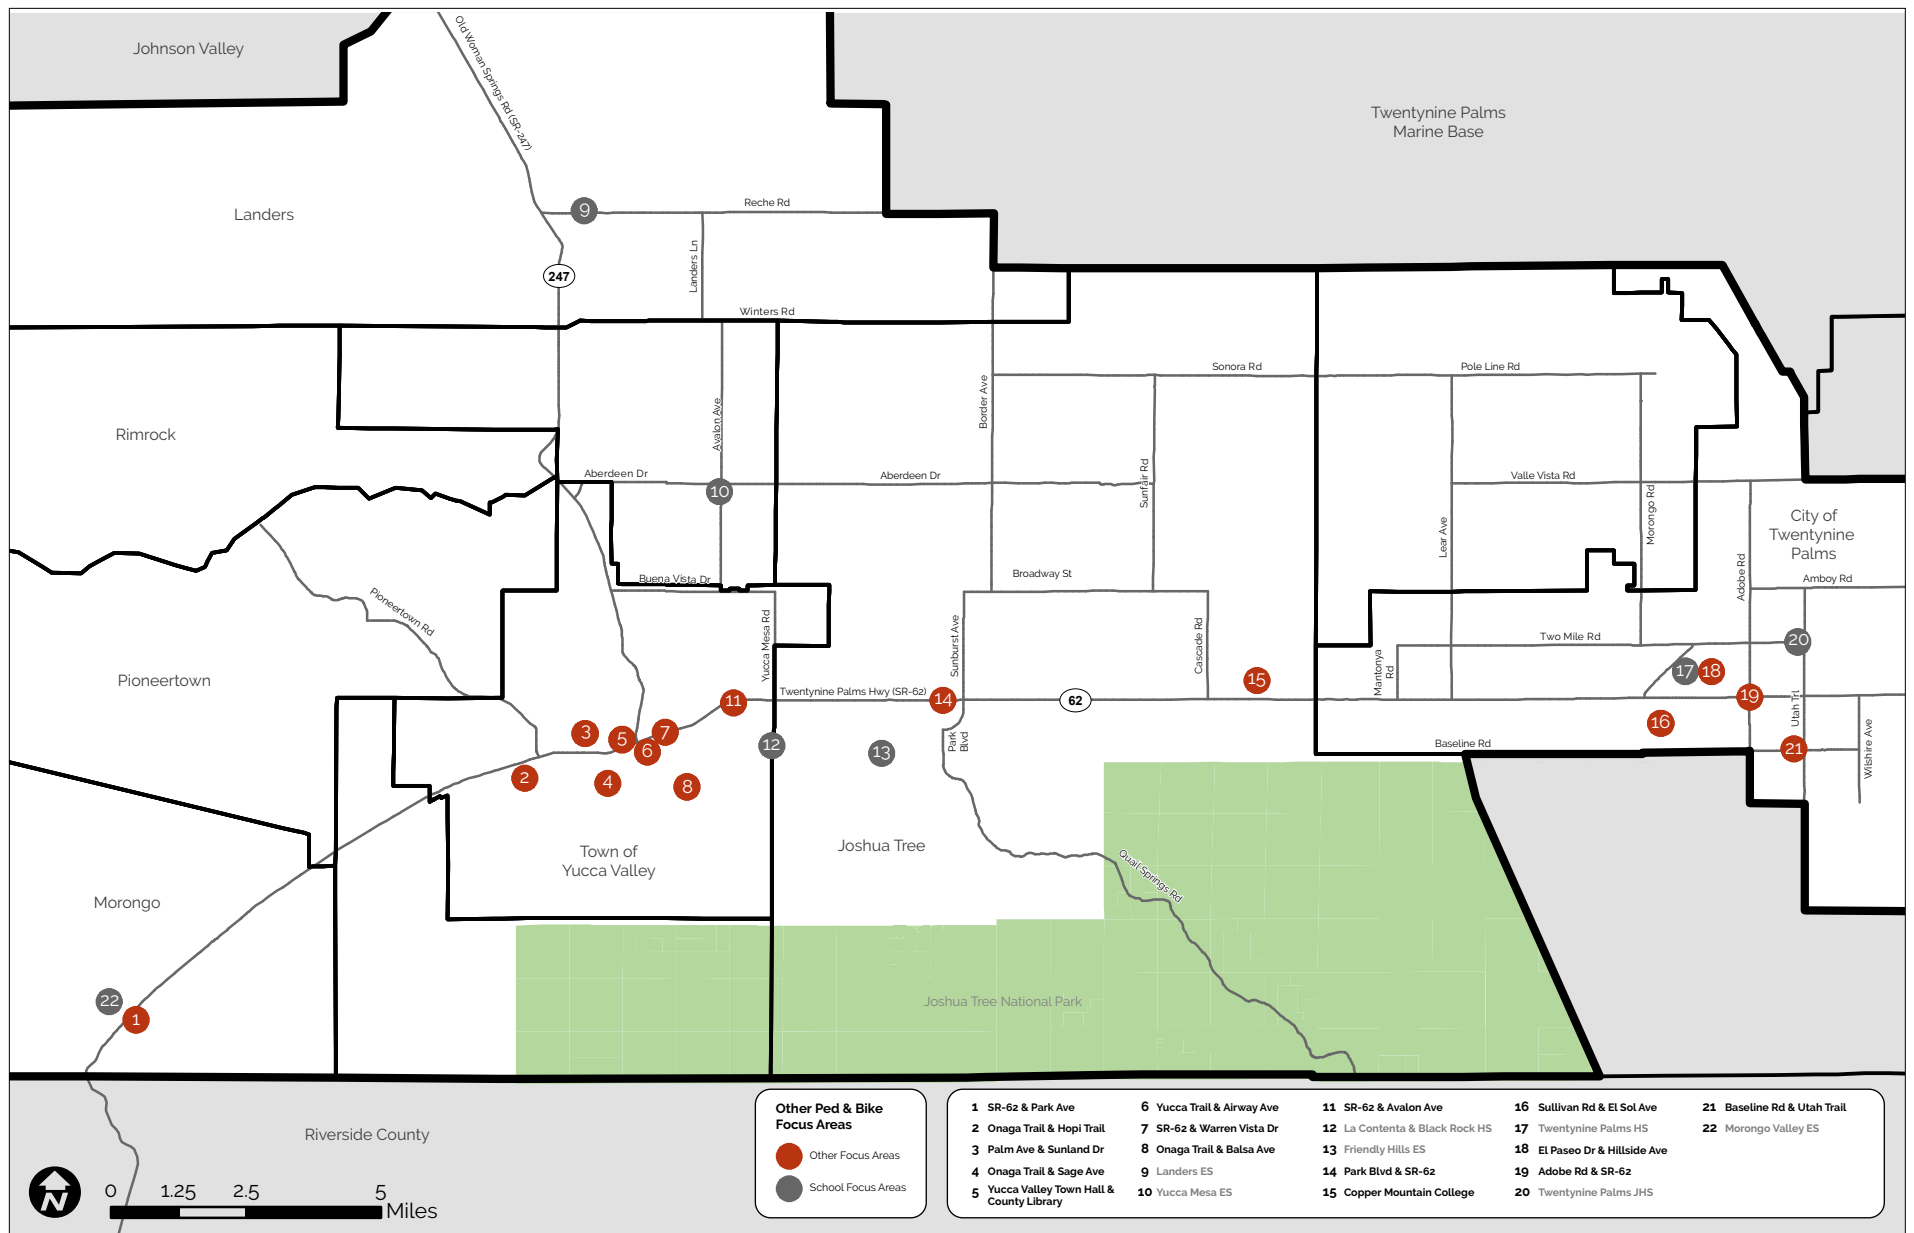 Johnson Valley
Old Woman Springs Rd (SR-247)
Twentynine Palms
Marine Base
Landers
9
Reche Rd
Landers Ln
247
Winters Rd
Sonora Rd
Pole Line Rd
Border Ave
Avalon Ave
Rimrock
Aberdeen Dr
Aberdeen Dr
Sunfair Rd
Valle Vista Rd
10
Morongo Rd
Lear Ave
City of
Twentynine
Palms
Adobe Rd
Amboy Rd
Buena Vista Dr
Broadway St
Pioneertown Rd
Yucca Mesa Rd
Sunburst Ave
Cascade Rd
Two Mile Rd
20
Mantonya
Rd
17
18
15
Pioneertown
Twentynine Palms Hwy (SR-62)
11
14
62
19
Utah Trl
16
3
5
7
6
12
13
Park
Blvd
Baseline Rd
21
Wilshire Ave
2
4
8
Town of
Yucca Valley
Joshua Tree
Quail Springs Rd
Morongo
22
1
Joshua Tree National Park
Riverside County
N
0 1.25 2.5 5
Miles
Other Ped & Bike
Focus Areas
Other Focus Areas
School Focus Areas
1 SR-62 & Park Ave
2 Onaga Trail & Hopi Trail
3 Palm Ave & Sunland Dr
4 Onaga Trail & Sage Ave
5 Yucca Valley Town Hall &
County Library
6 Yucca Trail & Airway Ave
7 SR-62 & Warren Vista Dr
8 Onaga Trail & Balsa Ave
9 Landers ES
10 Yucca Mesa ES
11 SR-62 & Avalon Ave
12 La Contenta & Black Rock HS
13 Friendly Hills ES
14 Park Blvd & SR-62
15 Copper Mountain College
16 Sullivan Rd & El Sol Ave
17 Twentynine Palms HS
18 El Paseo Dr & Hillside Ave
19 Adobe Rd & SR-62
20 Twentynine Palms JHS
21 Baseline Rd & Utah Trail
22 Morongo Valley ES